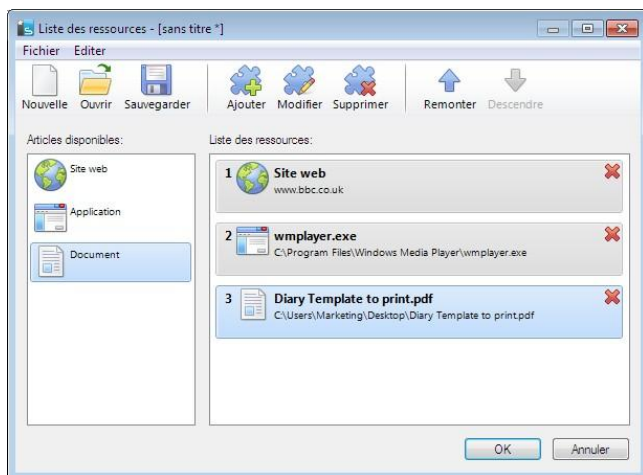 Liste des ressources - [sans titre *]
Fichier Editer
Nouvelle Ouvrir Sauvegarder Ajouter Modifier Supprimer Remonter Descendre
Articles disponibles:
Site web
Application
Document
Liste des ressources:
1 Site web
www.bbc.co.uk
2 wmplayer.exe
C:\Program Files\Windows Media Player\wmplayer.exe
3 Diary Template to print.pdf
C:\Users\Marketing\Desktop\Diary Template to print.pdf
OK Annuler